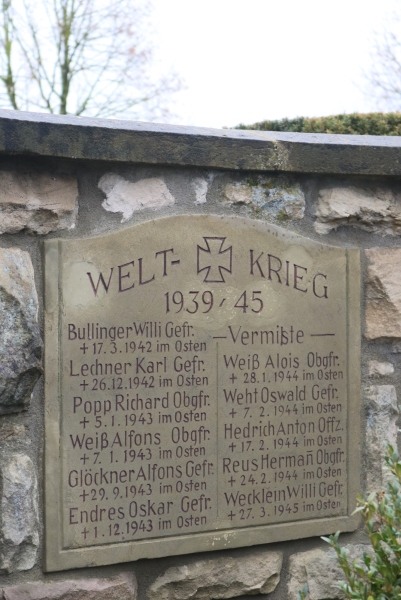 WELT- KRIEG
1939/45
Bullinger Willi Gefr.
+ 17.3.1942 im Osten
Lechner Karl Gefr.
+ 26.12.1942 im Osten
Popp Richard Obgfr.
+ 5.1.1943 im Osten
Weiß Alfons Obgfr.
+ 7.1.1943 im Osten
Glöckner Alfons Gefr.
+ 29.9.1943 im Osten
Endres Oskar Gefr.
+ 1.12.1943 im Osten
— Vermißte —
Weiß Alois Obgfr.
+ 28.1.1944 im Osten
Weht Oswald Gefr.
+ 7.2.1944 im Osten
Hedrich Anton Offz.
+ 17.2.1944 im Osten
Reus Herman̄ Obgfr.
+ 24.2.1944 im Osten
Wecklein Willi Gefr.
+ 27.3.1945 im Osten